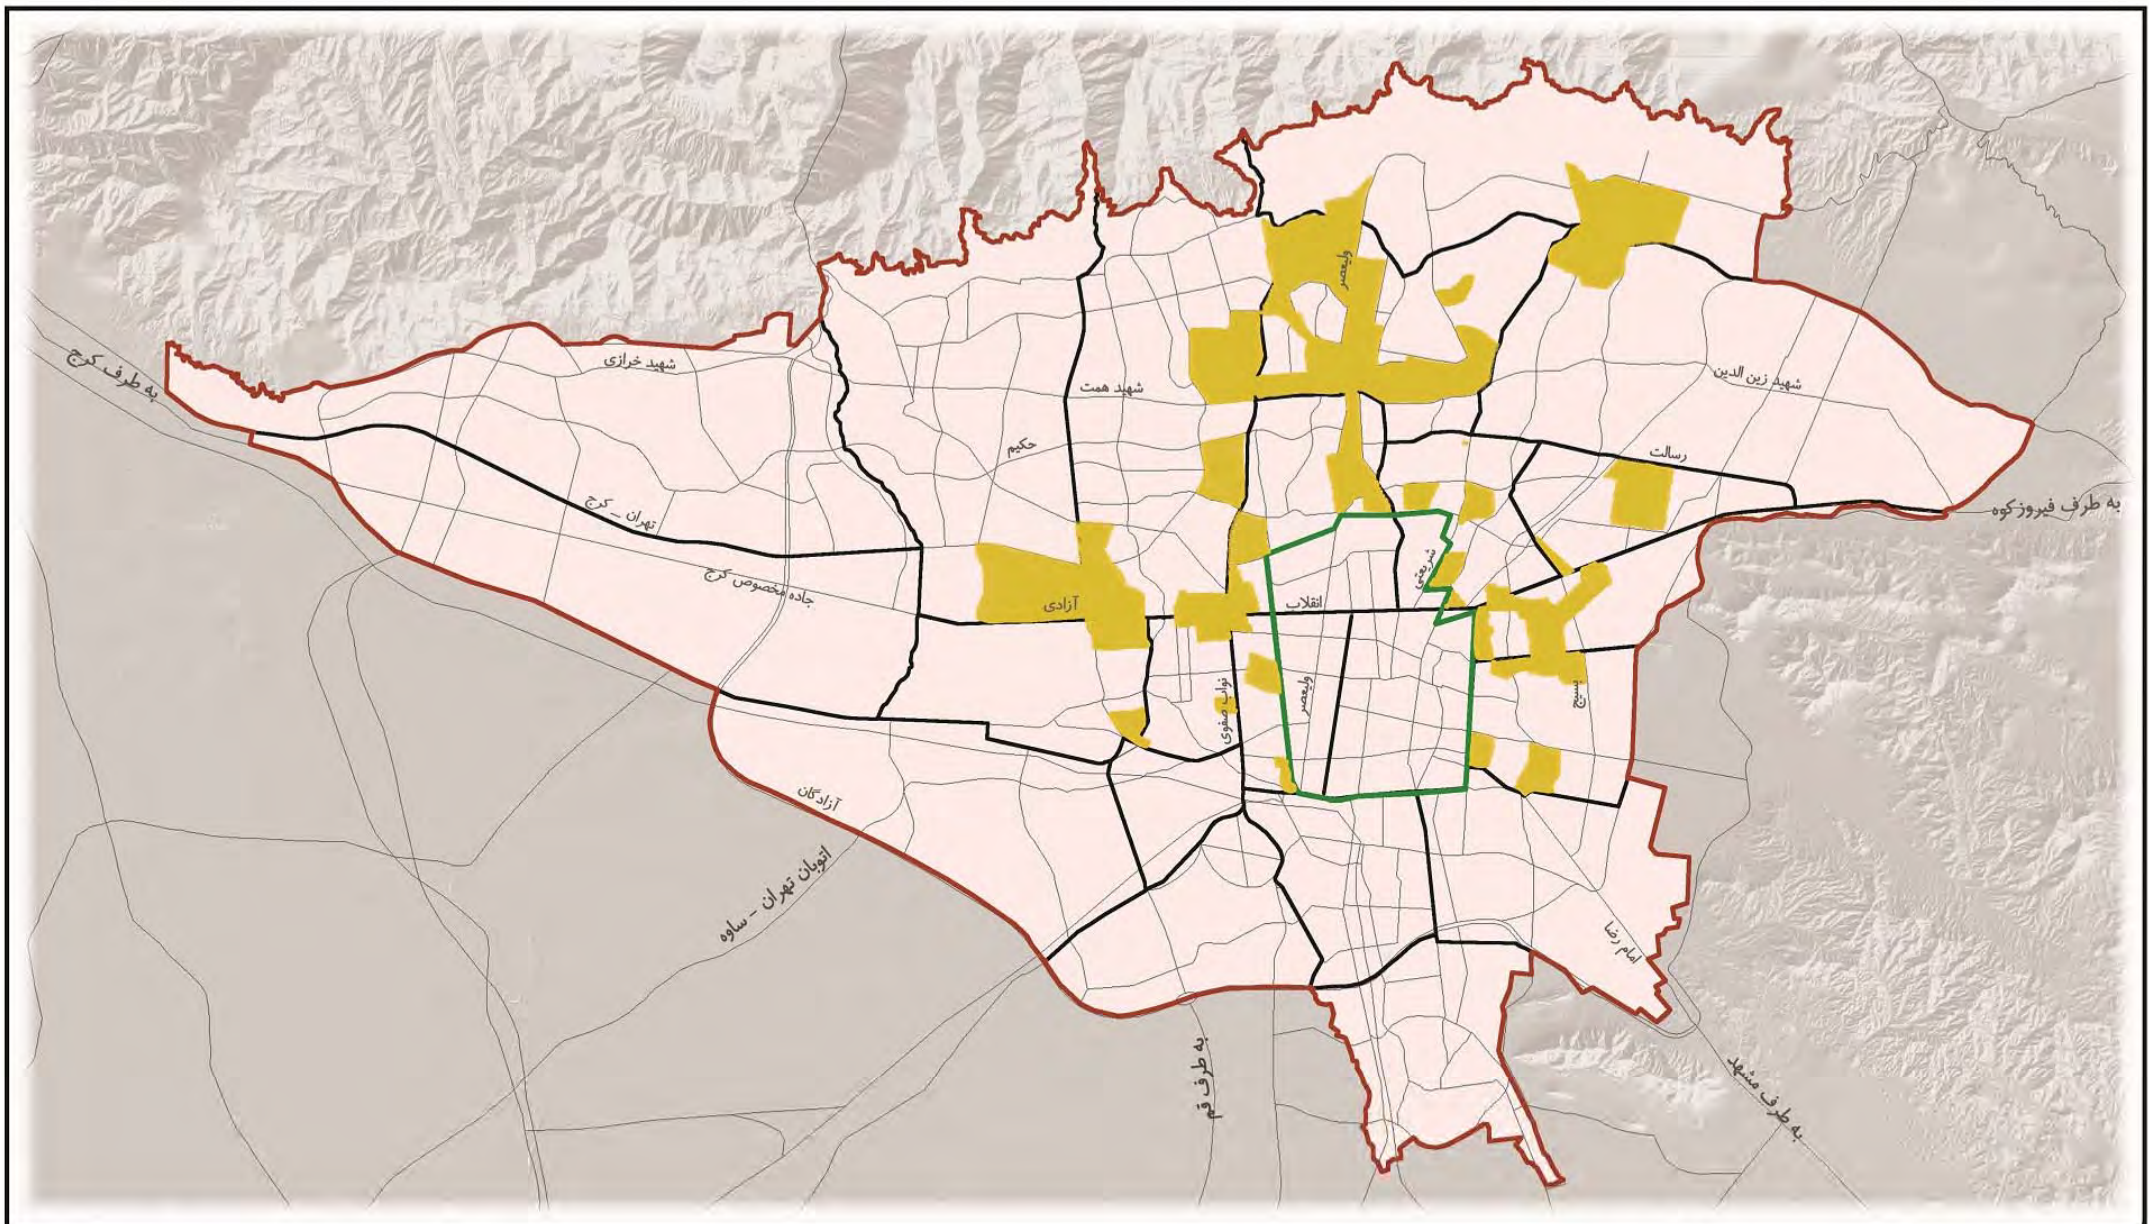 ولیعصر
به طرف کرج
شهید خرازی
شهید همت
شهید زین الدین
حکیم
رسالت
به طرف فیروزکوه
تهران _ کرج
جاده مخصوص کرج
آزادی
انقلاب
شریعتی
نواب صفوی
ولیعصر
بسیج
آزادگان
اتوبان تهران - ساوه
امام رضا
به طرف قم
به طرف مشهد